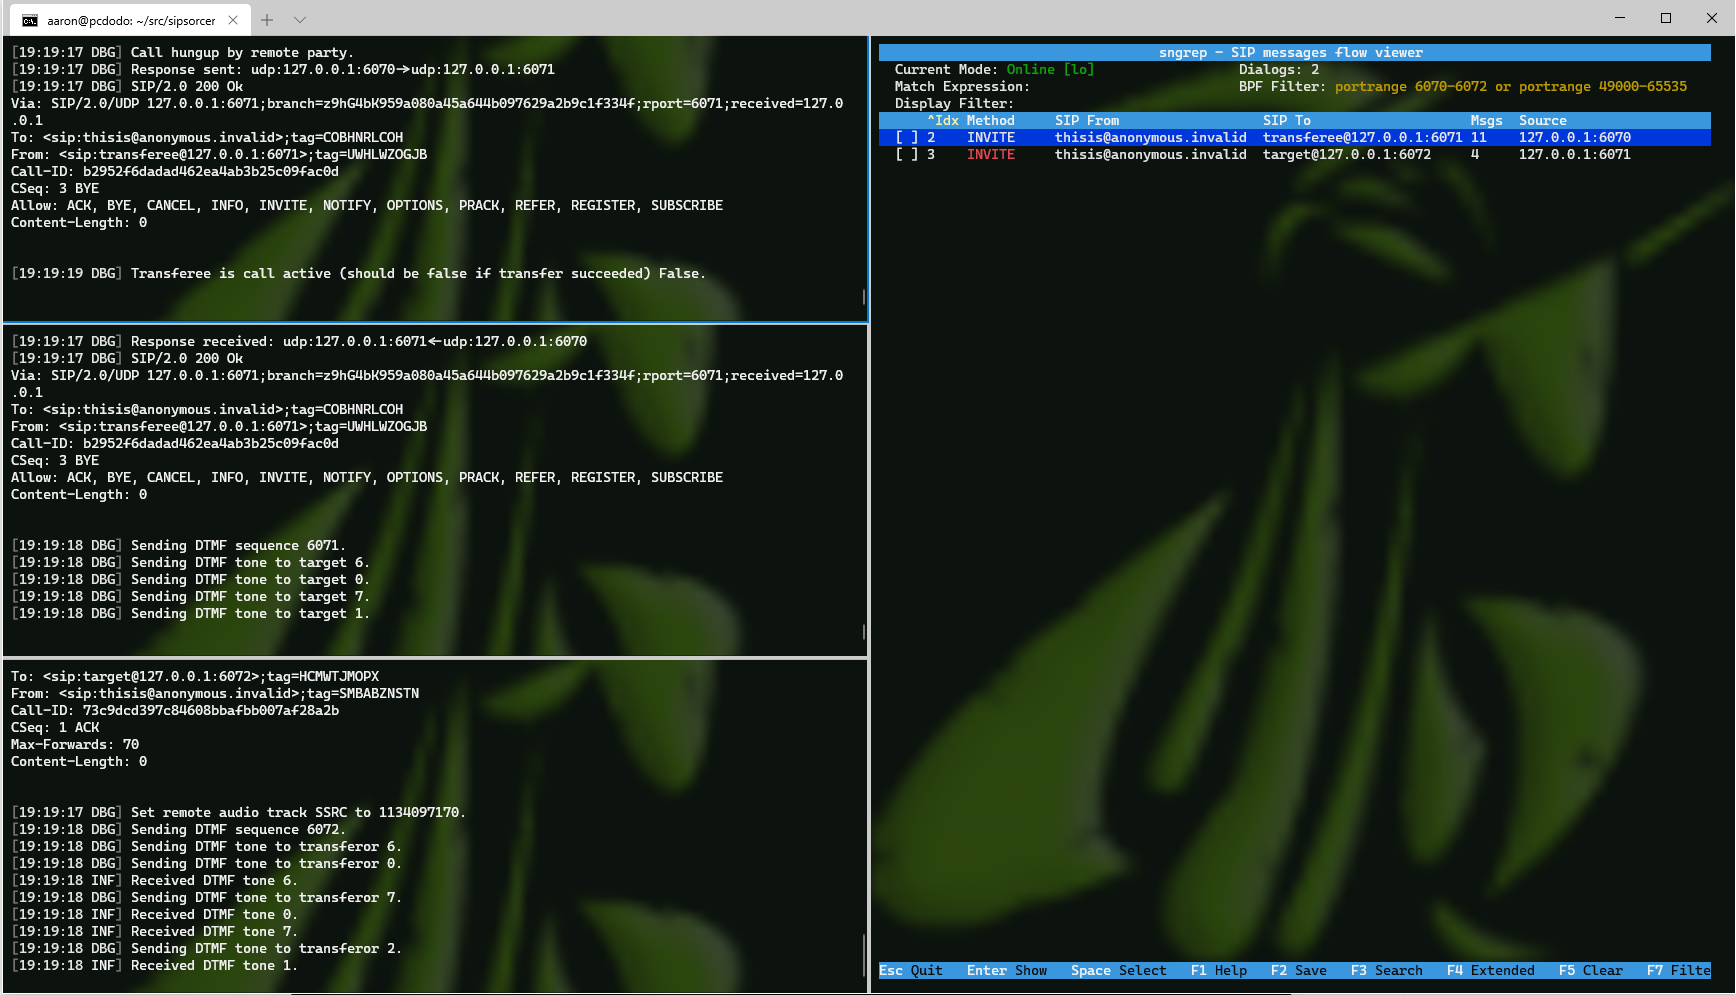 aaron@pcdodo: ~/src/sipsorcer
[19:19:17 DBG] Call hungup by remote party.
[19:19:17 DBG] Response sent: udp:127.0.0.1:6070->udp:127.0.0.1:6071
[19:19:17 DBG] SIP/2.0 200 Ok
Via: SIP/2.0/UDP 127.0.0.1:6071;branch=z9hG4bK959a080a45a644b097629a2b9c1f334f;rport=6071;received=127.0
.0.1
To: <sip:thisis@anonymous.invalid>;tag=COBHNRLCOH
From: <sip:transferee@127.0.0.1:6071>;tag=UWHLWZOGJB
Call-ID: b2952f6dadad462ea4ab3b25c09fac0d
CSeq: 3 BYE
Allow: ACK, BYE, CANCEL, INFO, INVITE, NOTIFY, OPTIONS, PRACK, REFER, REGISTER, SUBSCRIBE
Content-Length: 0
[19:19:19 DBG] Transferee is call active (should be false if transfer succeeded) False.
[19:19:17 DBG] Response received: udp:127.0.0.1:6071<-udp:127.0.0.1:6070
[19:19:17 DBG] SIP/2.0 200 Ok
Via: SIP/2.0/UDP 127.0.0.1:6071;branch=z9hG4bK959a080a45a644b097629a2b9c1f334f;rport=6071;received=127.0
.0.1
To: <sip:thisis@anonymous.invalid>;tag=COBHNRLCOH
From: <sip:transferee@127.0.0.1:6071>;tag=UWHLWZOGJB
Call-ID: b2952f6dadad462ea4ab3b25c09fac0d
CSeq: 3 BYE
Allow: ACK, BYE, CANCEL, INFO, INVITE, NOTIFY, OPTIONS, PRACK, REFER, REGISTER, SUBSCRIBE
Content-Length: 0
[19:19:18 DBG] Sending DTMF sequence 6071.
[19:19:18 DBG] Sending DTMF tone to target 6.
[19:19:18 DBG] Sending DTMF tone to target 0.
[19:19:18 DBG] Sending DTMF tone to target 7.
[19:19:18 DBG] Sending DTMF tone to target 1.
To: <sip:target@127.0.0.1:6072>;tag=HCMWTJMOPX
From: <sip:thisis@anonymous.invalid>;tag=SMBABZNSTN
Call-ID: 73c9dcd397c84608bbafbb007af28a2b
CSeq: 1 ACK
Max-Forwards: 70
Content-Length: 0
[19:19:17 DBG] Set remote audio track SSRC to 1134097170.
[19:19:18 DBG] Sending DTMF sequence 6072.
[19:19:18 DBG] Sending DTMF tone to transferor 6.
[19:19:18 DBG] Sending DTMF tone to transferor 0.
[19:19:18 INF] Received DTMF tone 6.
[19:19:18 DBG] Sending DTMF tone to transferor 7.
[19:19:18 INF] Received DTMF tone 0.
[19:19:18 INF] Received DTMF tone 7.
[19:19:18 DBG] Sending DTMF tone to transferor 2.
[19:19:18 INF] Received DTMF tone 1.
sngrep - SIP messages flow viewer
Current Mode: Online [lo] Dialogs: 2
Match Expression: BPF Filter: portrange 6070-6072 or portrange 49000-65535
Display Filter:
^Idx Method SIP From SIP To Msgs Source
[ ] 2 INVITE thisis@anonymous.invalid transferee@127.0.0.1:6071 11 127.0.0.1:6070
[ ] 3 INVITE thisis@anonymous.invalid target@127.0.0.1:6072 4 127.0.0.1:6071
Esc Quit Enter Show Space Select F1 Help F2 Save F3 Search F4 Extended F5 Clear F7 Filte